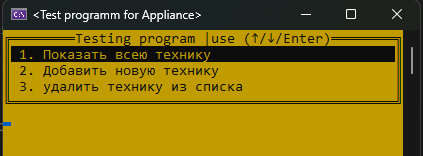 <Test programm for Appliance>
Testing program |use (↑/↓/Enter)
1. Показать всею технику
2. Добавить новую технику
3. удалить технику из списка